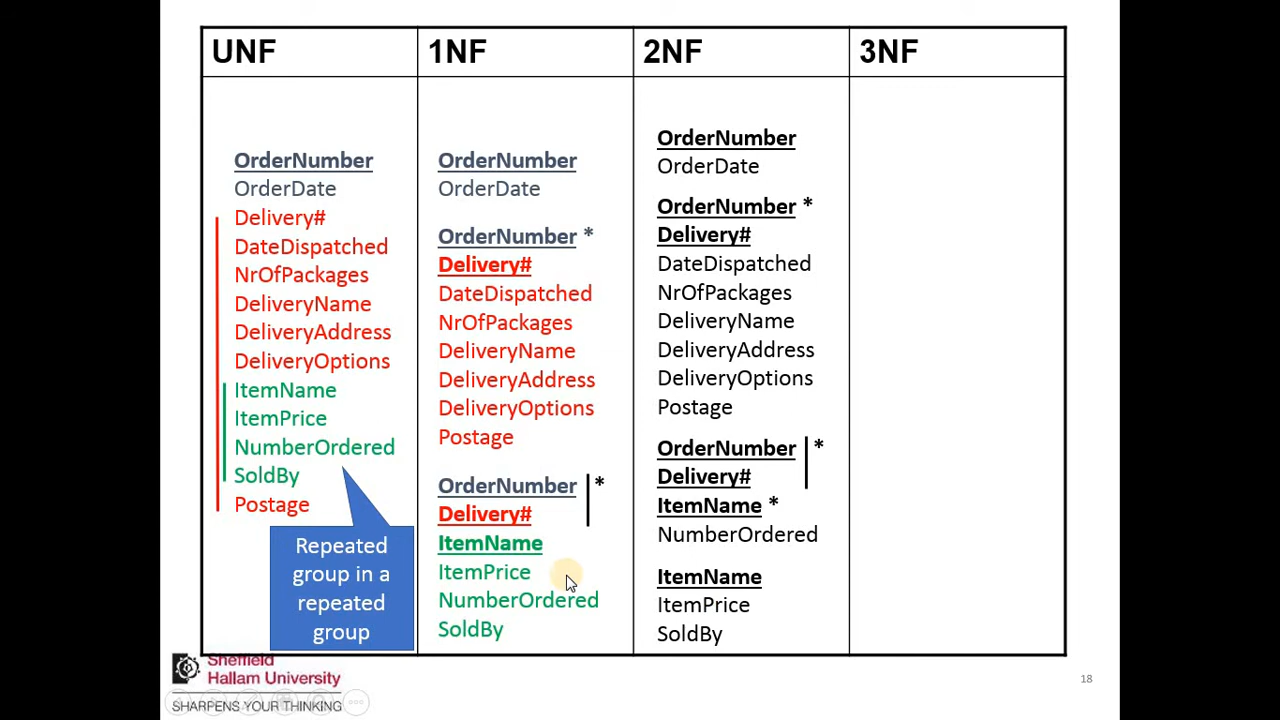 UNF
1NF
2NF
3NF
OrderNumber
OrderDate
Delivery#
DateDispatched
NrOfPackages
DeliveryName
DeliveryAddress
DeliveryOptions
ItemName
ItemPrice
NumberOrdered
SoldBy
Postage
Repeated
group in a
repeated
group
OrderNumber
OrderDate
OrderNumber *
Delivery#
DateDispatched
NrOfPackages
DeliveryName
DeliveryAddress
DeliveryOptions
Postage
OrderNumber *
Delivery#
ItemName
ItemPrice
NumberOrdered
SoldBy
OrderNumber
OrderDate
OrderNumber *
Delivery#
DateDispatched
NrOfPackages
DeliveryName
DeliveryAddress
DeliveryOptions
Postage
OrderNumber *
Delivery#
ItemName *
NumberOrdered
ItemName
ItemPrice
SoldBy
Sheffield
Hallam University
SHARPENS YOUR THINKING
18